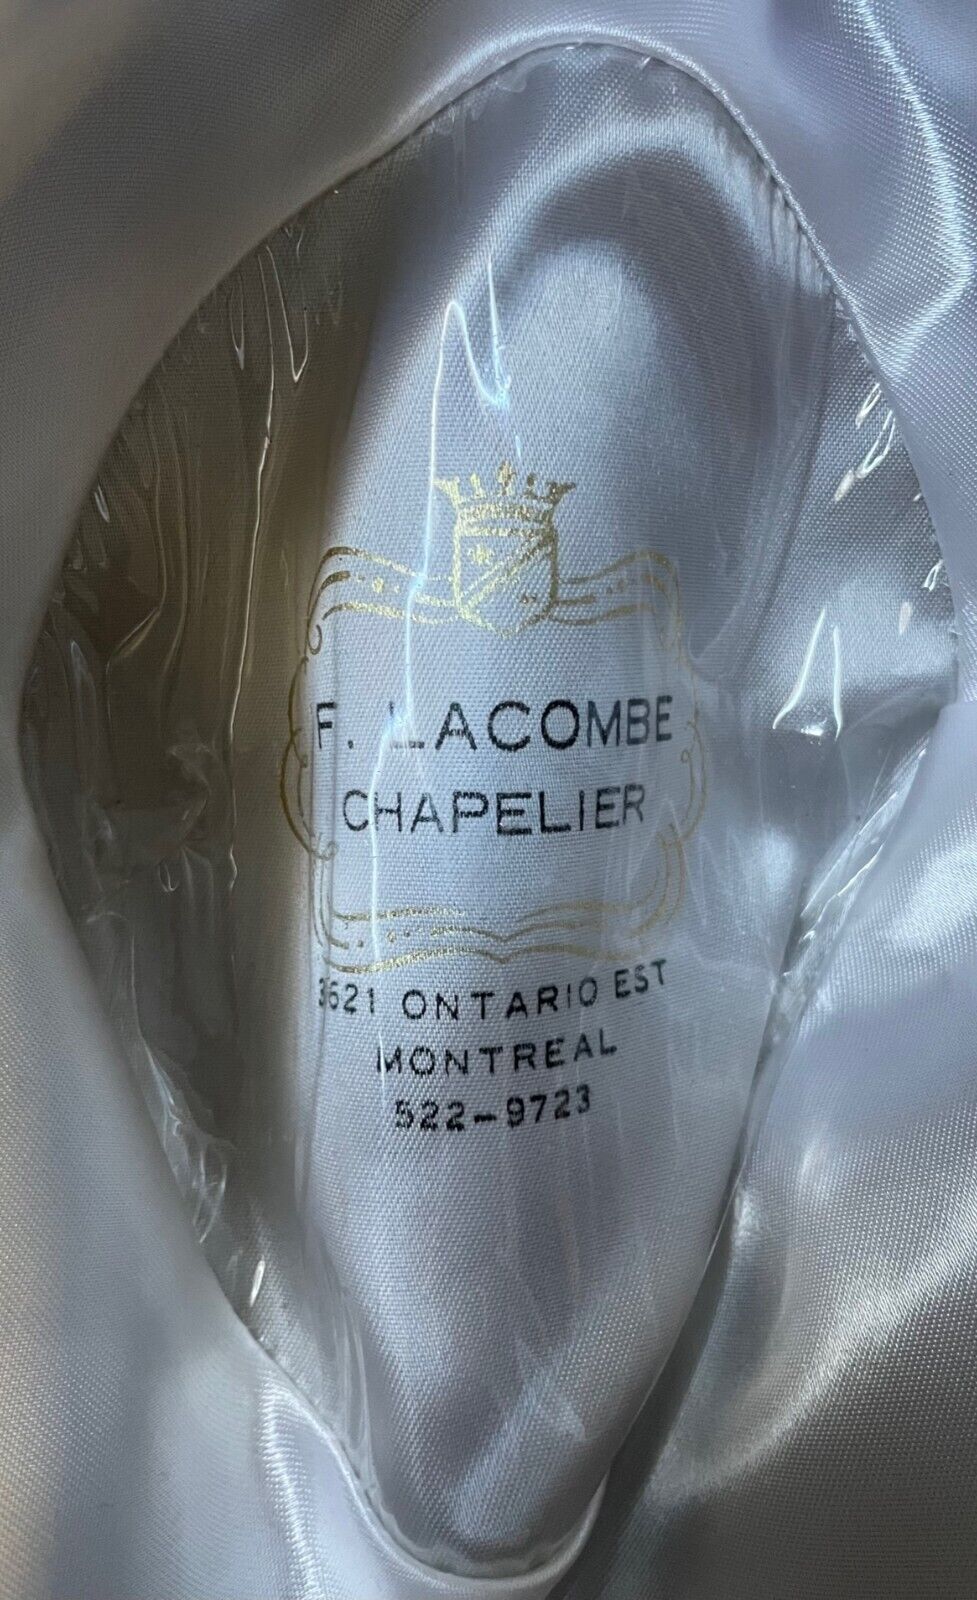 F. LACOMBE
CHAPELIER
3621 ONTARIO EST
MONTREAL
522-9723